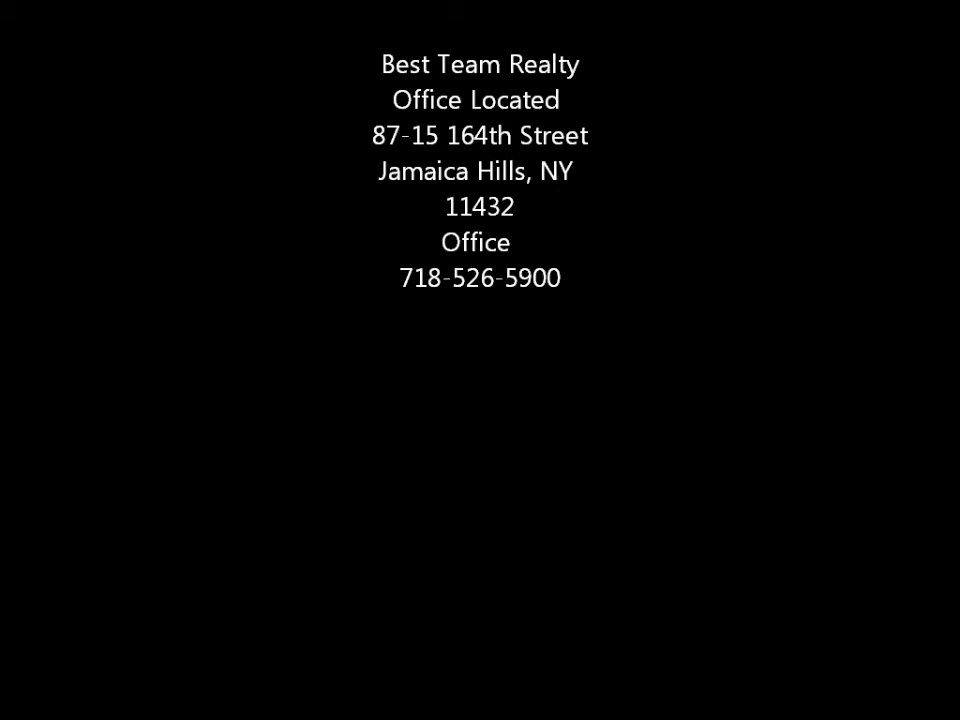 Best Team Realty
Office Located
87-15 164th Street
Jamaica Hills, NY
11432
Office
718-526-5900